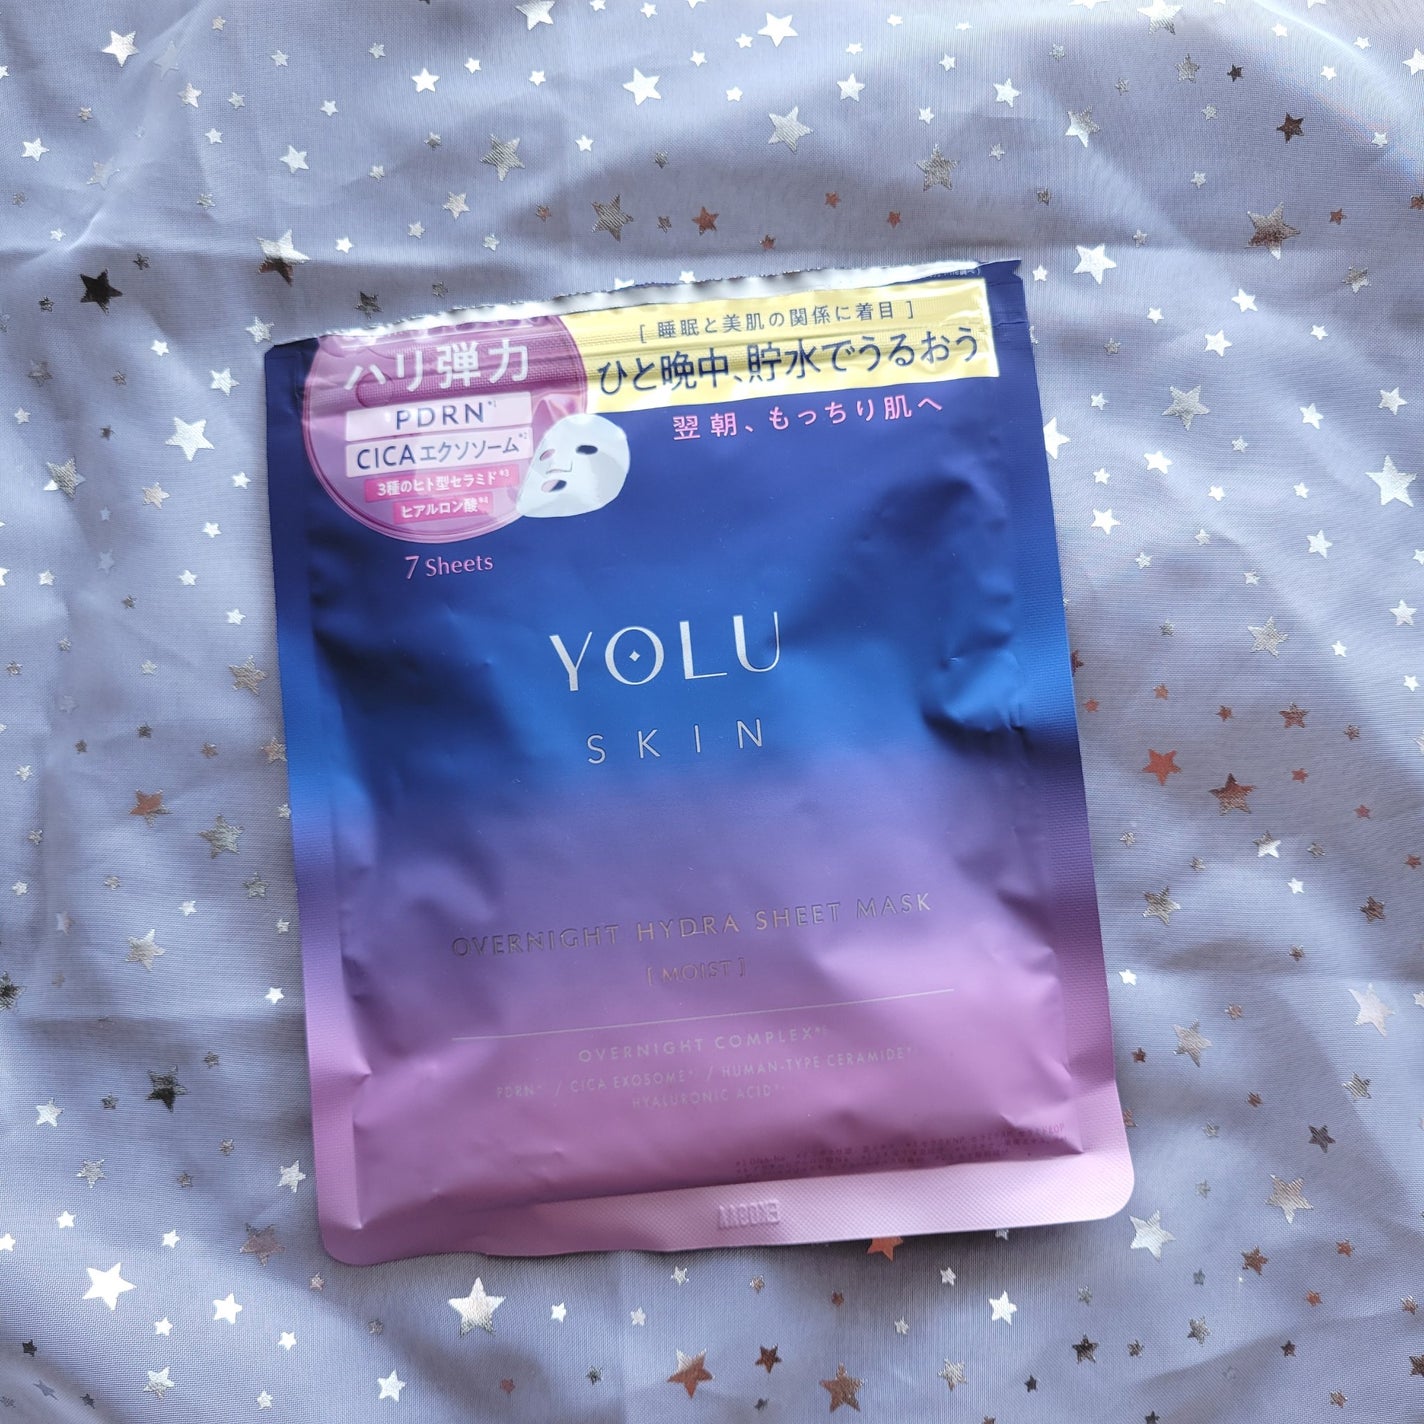 ハリ弾力
PDRN*1
CICAエクソソーム*2
3種のヒト型セラミド*3
ヒアルロン酸*4
7 Sheets
[ 睡眠と美肌の関係に着目 ]
ひと晩中、貯水でうるおう
翌朝、もっちり肌へ
YOLU
SKIN
OVERNIGHT HYDRA SHEET MASK
[ MOIST ]
OVERNIGHT COMPLEX
PDRN / CICA EXOSOME / HUMAN-TYPE CERAMIDE
HYALURONIC ACID